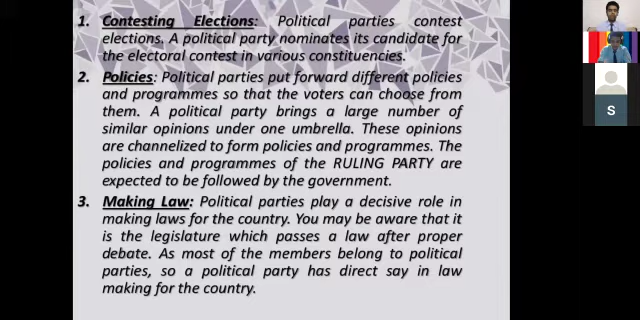 1. Contesting Elections: Political parties contest
elections. A political party nominates its candidate for
the electoral contest in various constituencies.
2. Policies: Political parties put forward different policies
and programmes so that the voters can choose from
them. A political party brings a large number of
similar opinions under one umbrella. These opinions
are channelized to form policies and programmes. The
policies and programmes of the RULING PARTY are
expected to be followed by the government.
3. Making Law: Political parties play a decisive role in
making laws for the country. You may be aware that it
is the legislature which passes a law after proper
debate. As most of the members belong to political
parties, so a political party has direct say in law
making for the country.
S